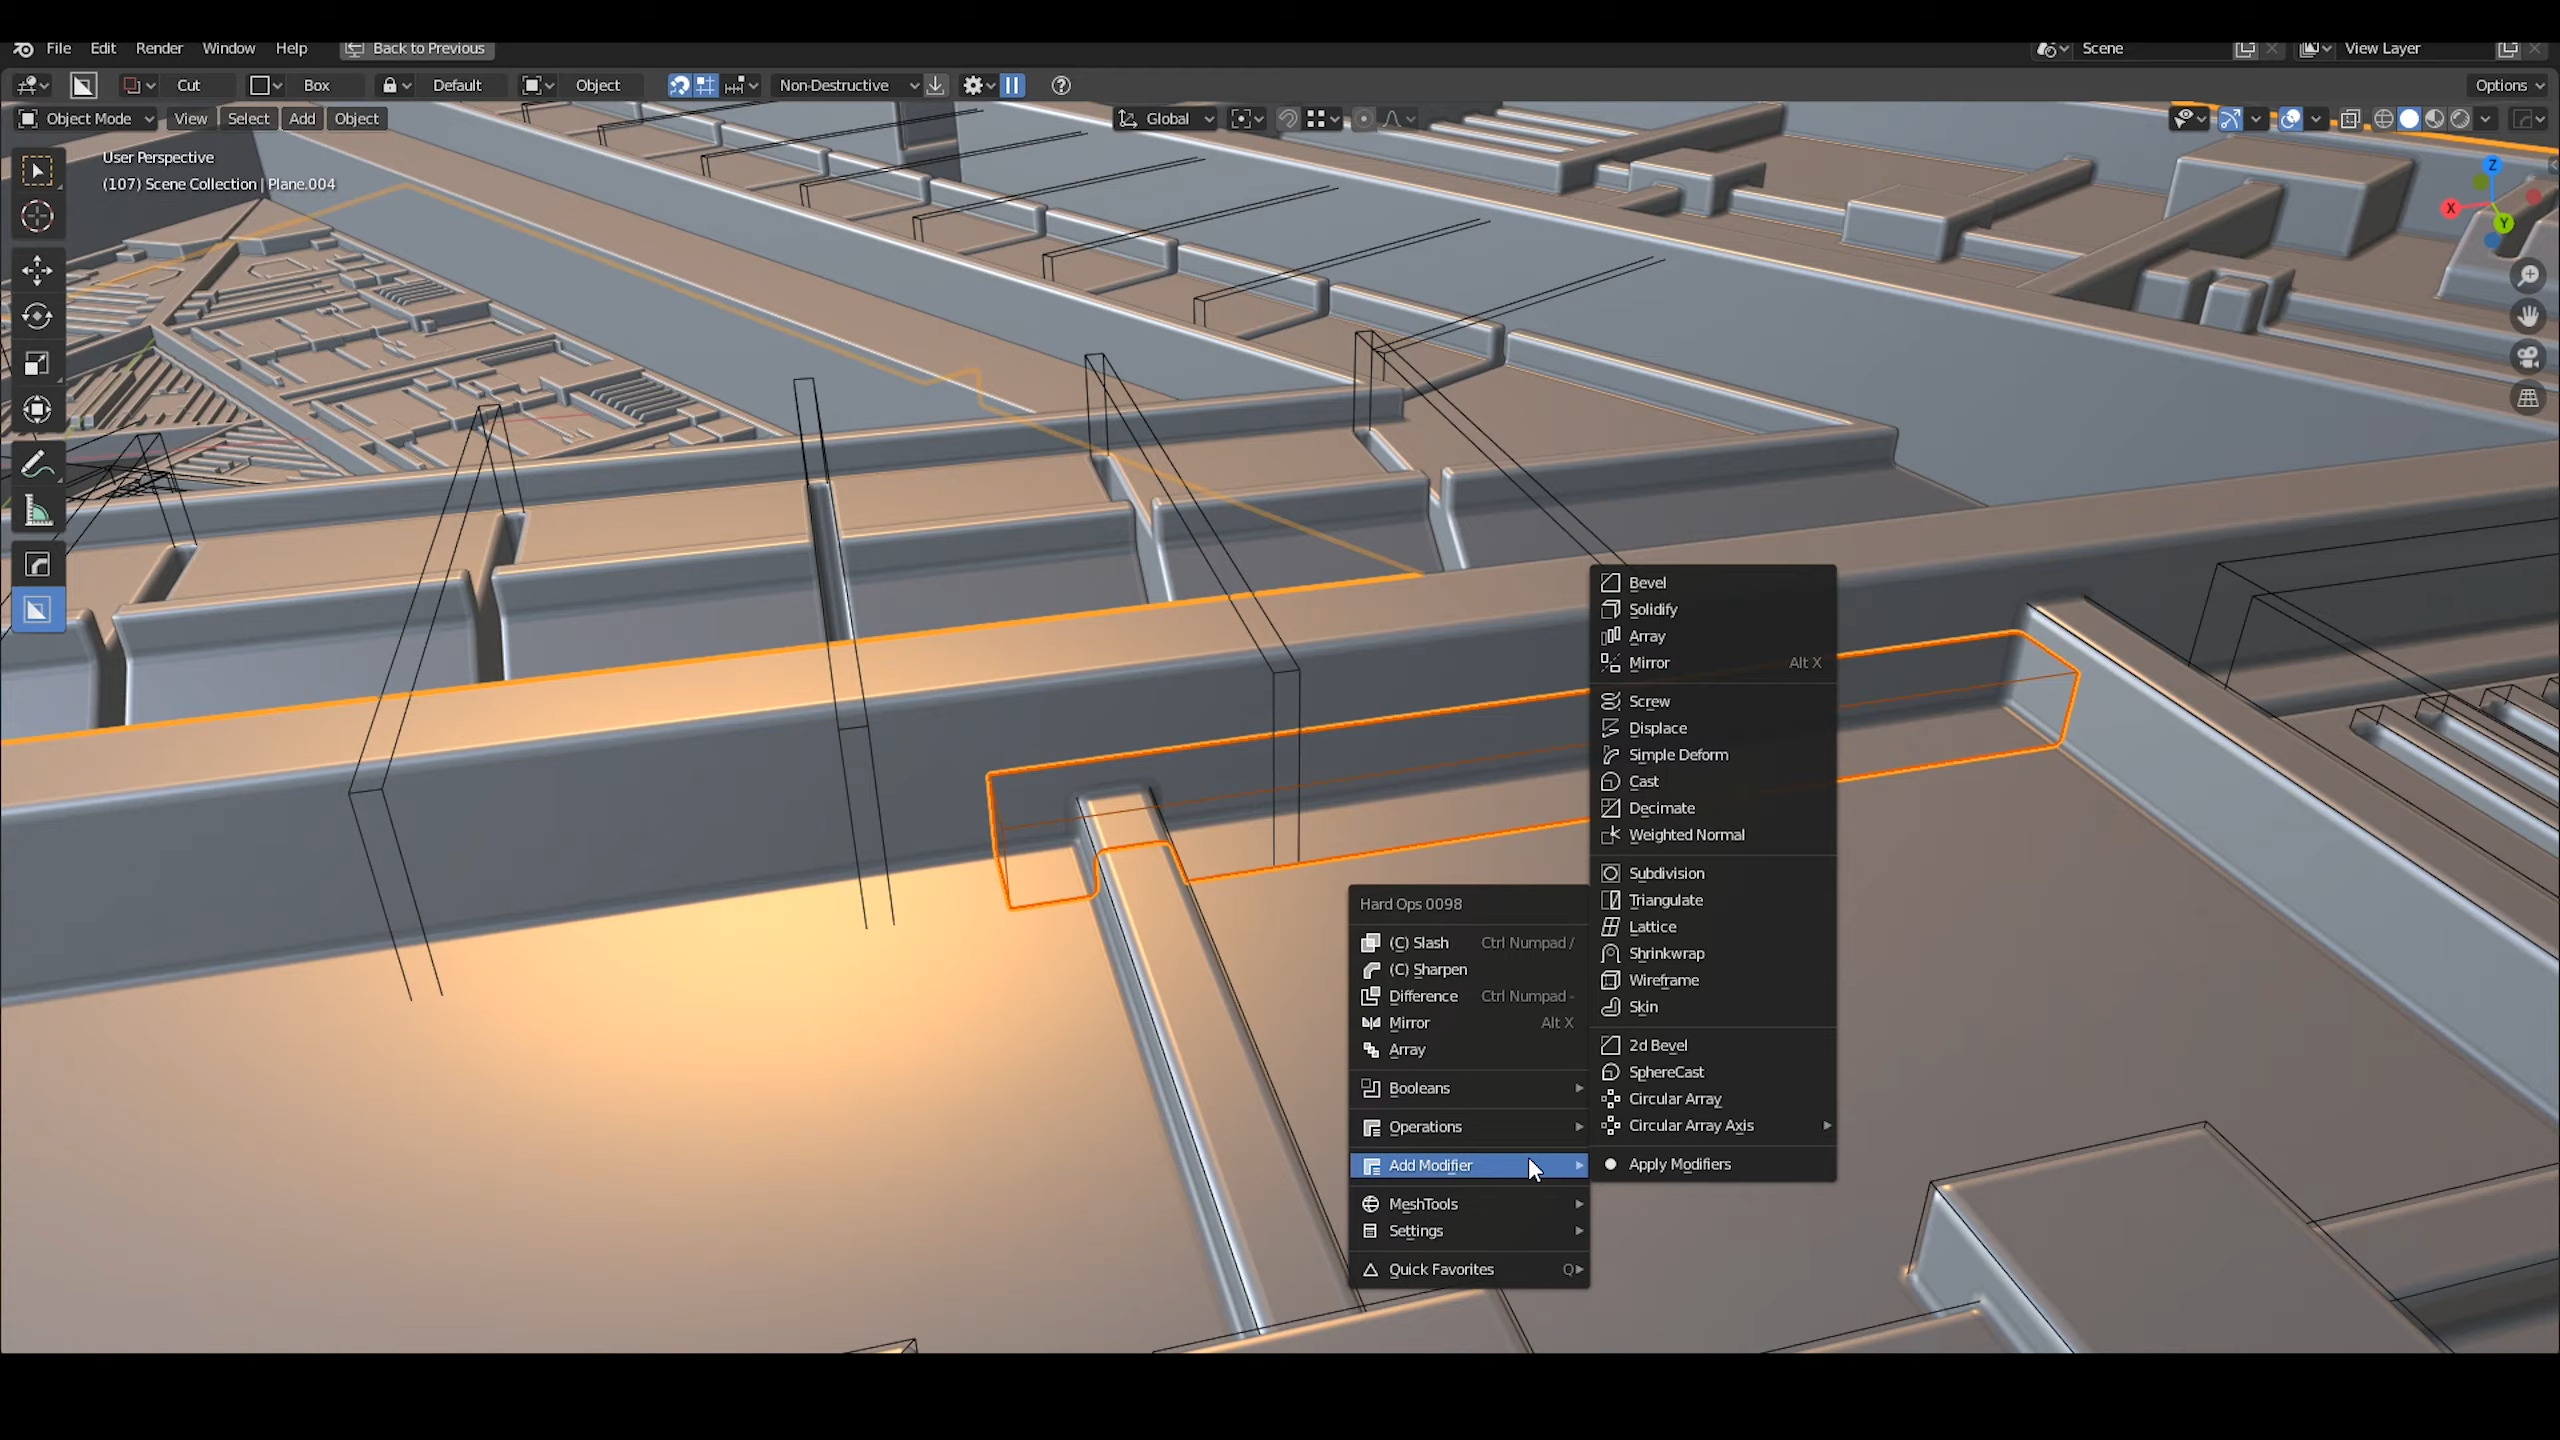 File Edit Render Window Help Back to Previous Scene View Layer
Cut Box Default Object Non-Destructive Options
Object Mode View Select Add Object Global
User Perspective
(107) Scene Collection | Plane.004
Z
X
Y
Bevel
Solidify
Array
Mirror Alt X
Screw
Displace
Simple Deform
Cast
Decimate
Weighted Normal
Subdivision
Triangulate
Lattice
Shrinkwrap
Wireframe
Skin
2d Bevel
SphereCast
Circular Array
Circular Array Axis
Apply Modifiers
Hard Ops 0098
(C) Slash Ctrl Numpad /
(C) Sharpen
Difference Ctrl Numpad -
Mirror Alt X
Array
Booleans
Operations
Add Modifier
MeshTools
Settings
Quick Favorites Q